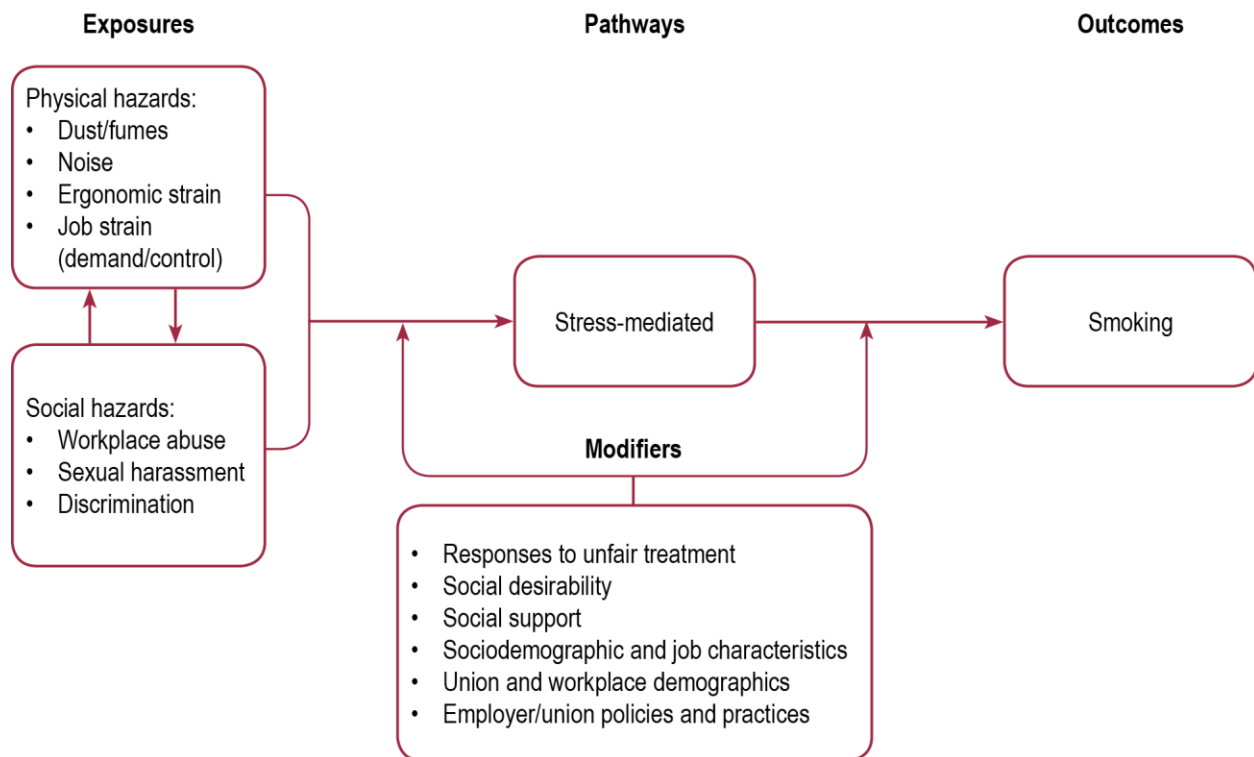 Exposures
Pathways
Outcomes
Physical hazards:
• Dust/fumes
• Noise
• Ergonomic strain
• Job strain
(demand/control)
Stress-mediated
Smoking
Social hazards:
• Workplace abuse
• Sexual harassment
• Discrimination
Modifiers
• Responses to unfair treatment
• Social desirability
• Social support
• Sociodemographic and job characteristics
• Union and workplace demographics
• Employer/union policies and practices